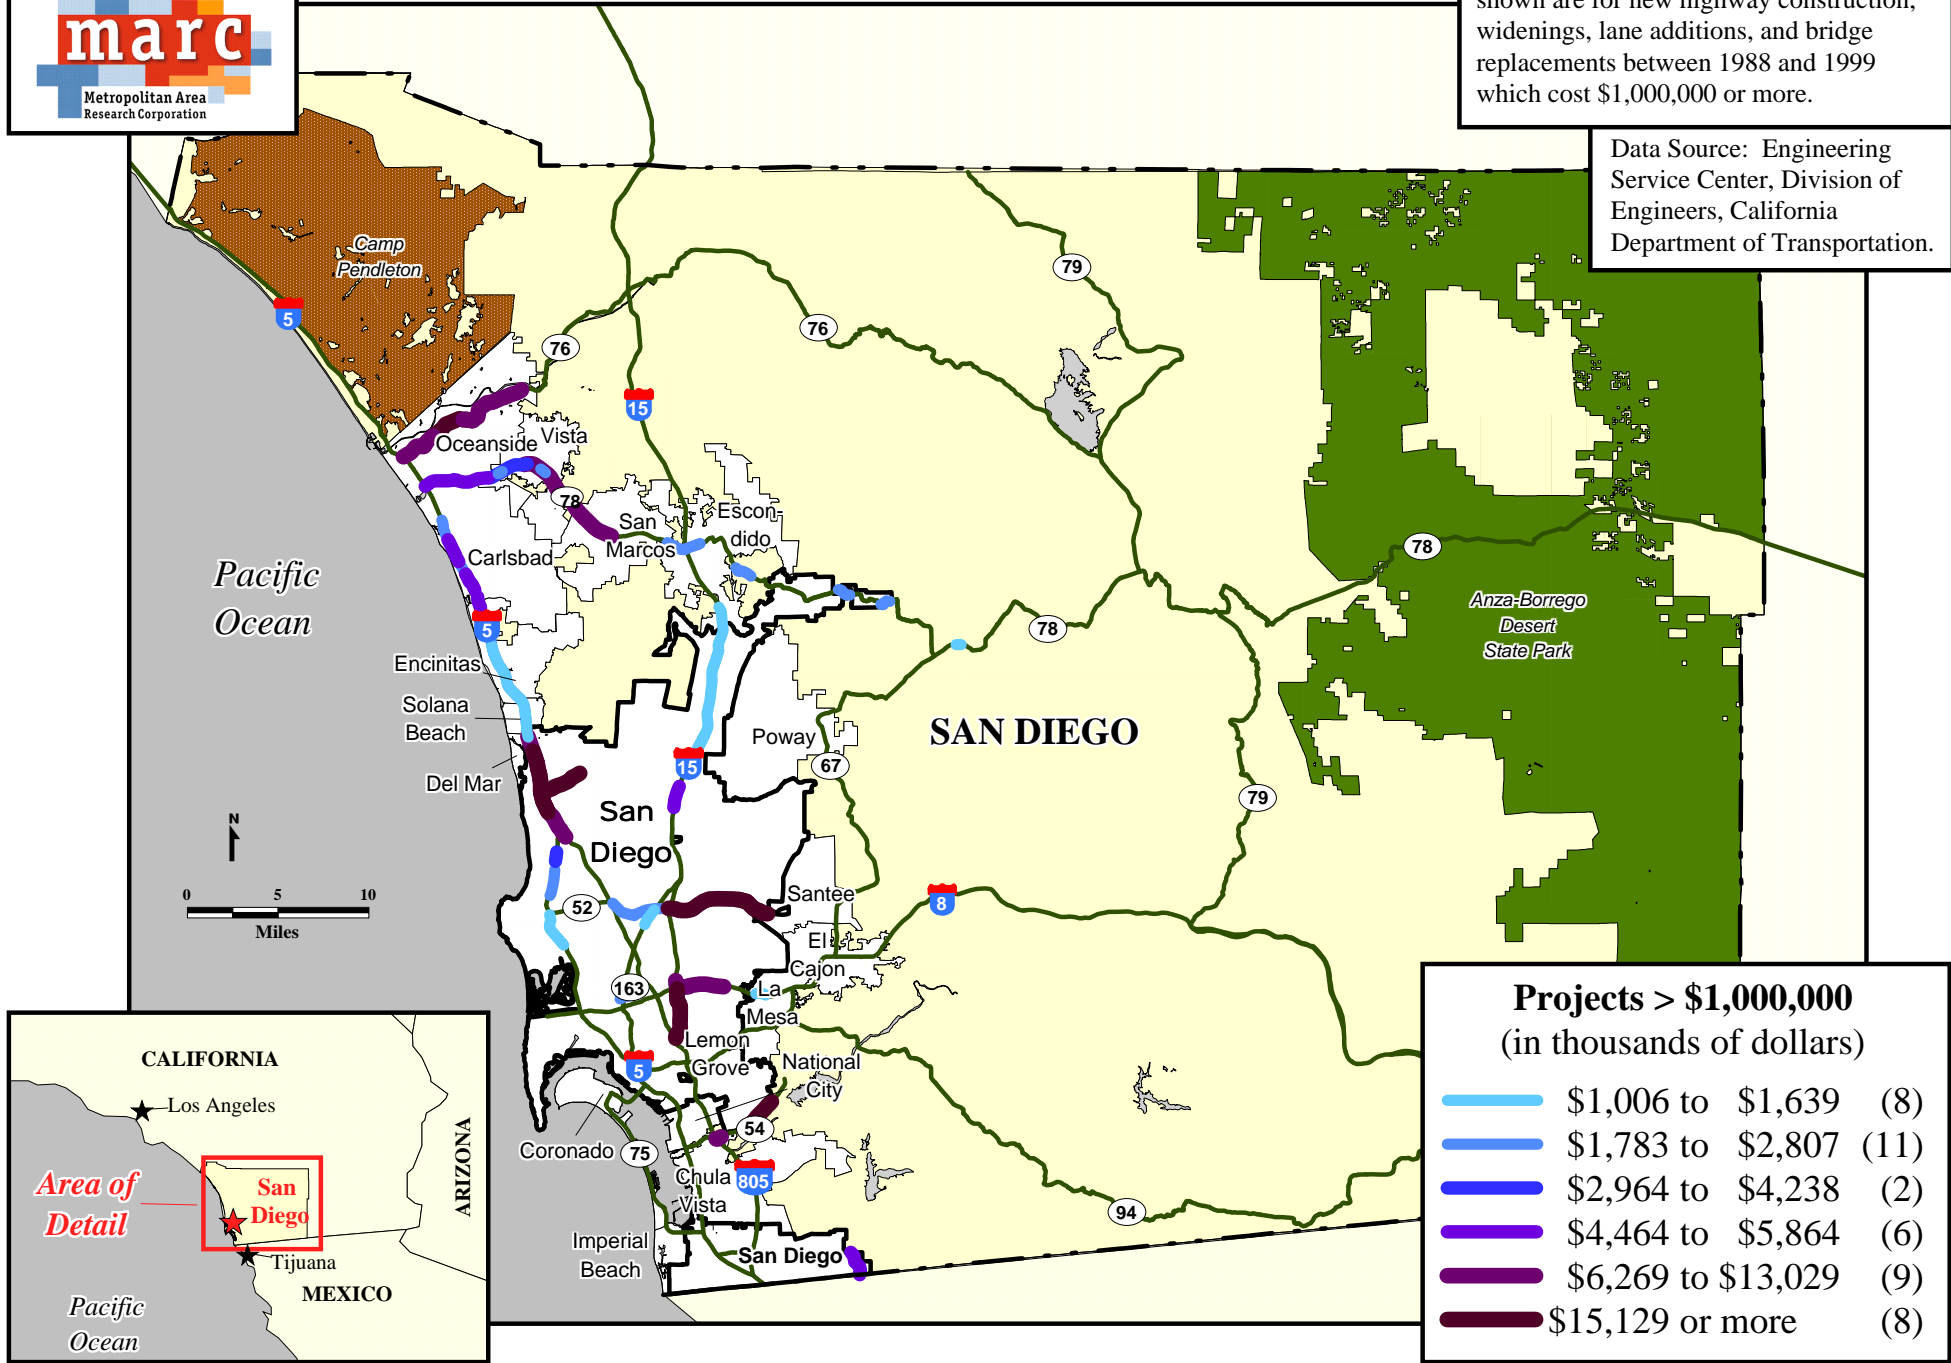 marc
Metropolitan Area
Research Corporation
shown are for new highway construction,
widenings, lane additions, and bridge
replacements between 1988 and 1999
which cost $1,000,000 or more.
Data Source: Engineering
Service Center, Division of
Engineers, California
Department of Transportation.
Camp
Pendleton
5
79
76
76
15
Oceanside
Vista
78
San
Marcos
Escon-
dido
Carlsbad
78
Pacific
Ocean
5
78
Anza-Borrego
Desert
State Park
Encinitas
Solana
Beach
Del Mar
SAN DIEGO
Poway
67
15
79
San
Diego
N
0 5 10
Miles
52
Santee
8
El
Cajon
163
La
Mesa
Lemon
Grove
National
City
5
54
Coronado
75
Chula
Vista
805
94
Imperial
Beach
San Diego
CALIFORNIA
Los Angeles
ARIZONA
Area of
Detail
San
Diego
Tijuana
MEXICO
Pacific
Ocean
Projects > $1,000,000
(in thousands of dollars)
$1,006 to $1,639 (8)
$1,783 to $2,807 (11)
$2,964 to $4,238 (2)
$4,464 to $5,864 (6)
$6,269 to $13,029 (9)
$15,129 or more (8)